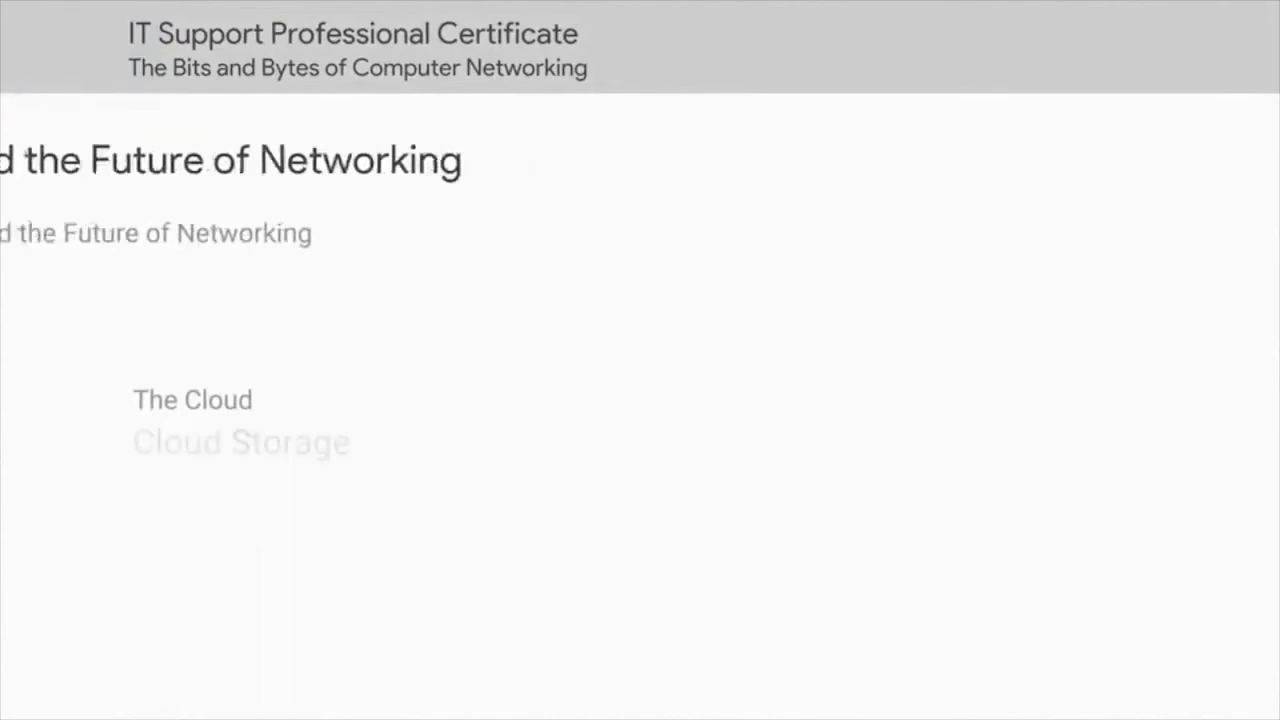 IT Support Professional Certificate
The Bits and Bytes of Computer Networking
d the Future of Networking
d the Future of Networking
The Cloud
Cloud Storage